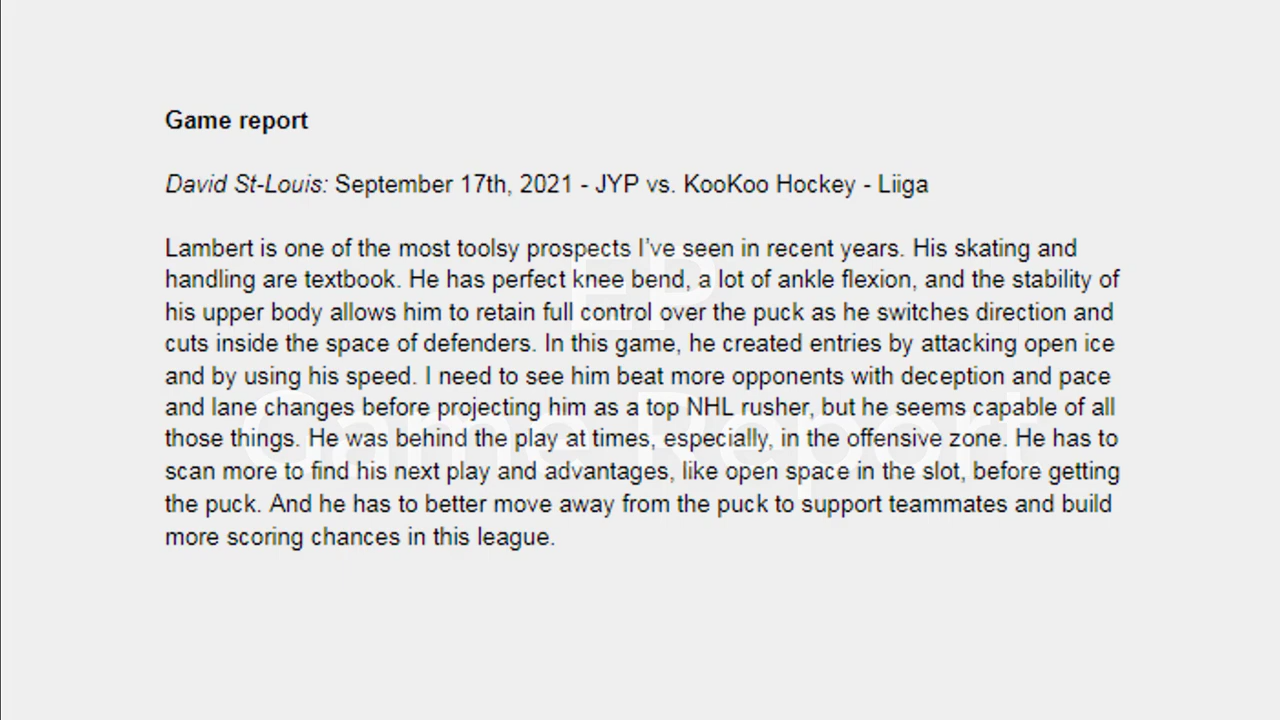 Game report
David St-Louis: September 17th, 2021 - JYP vs. KooKoo Hockey - Liiga
Lambert is one of the most toolsy prospects I've seen in recent years. His skating and
handling are textbook. He has perfect knee bend, a lot of ankle flexion, and the stability of
his upper body allows him to retain full control over the puck as he switches direction and
cuts inside the space of defenders. In this game, he created entries by attacking open ice
and by using his speed. I need to see him beat more opponents with deception and pace
and lane changes before projecting him as a top NHL rusher, but he seems capable of all
those things. He was behind the play at times, especially, in the offensive zone. He has to
scan more to find his next play and advantages, like open space in the slot, before getting
the puck. And he has to better move away from the puck to support teammates and build
more scoring chances in this league.
EP
Game Report